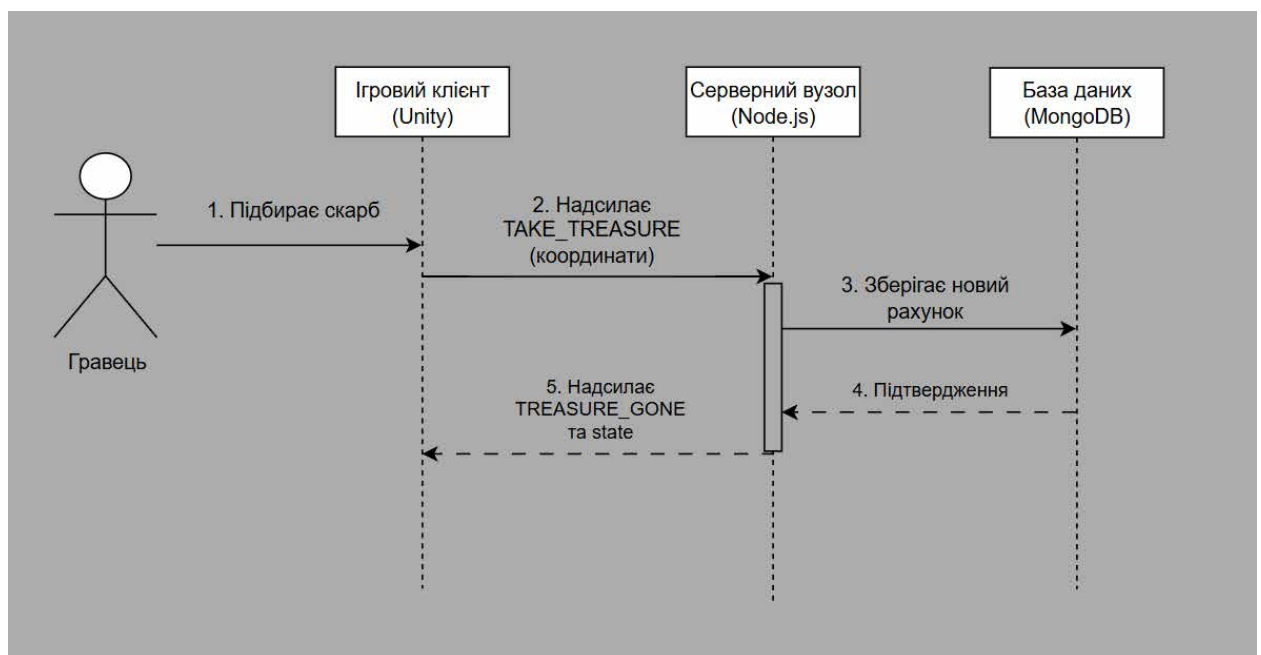 Ігровий клієнт
(Unity)
Серверний вузол
(Node.js)
База даних
(MongoDB)
1. Підбирає скарб
2. Надсилає
TAKE_TREASURE
(координати)
3. Зберігає новий
рахунок
Гравець
4. Підтвердження
5. Надсилає
TREASURE_GONE
та state